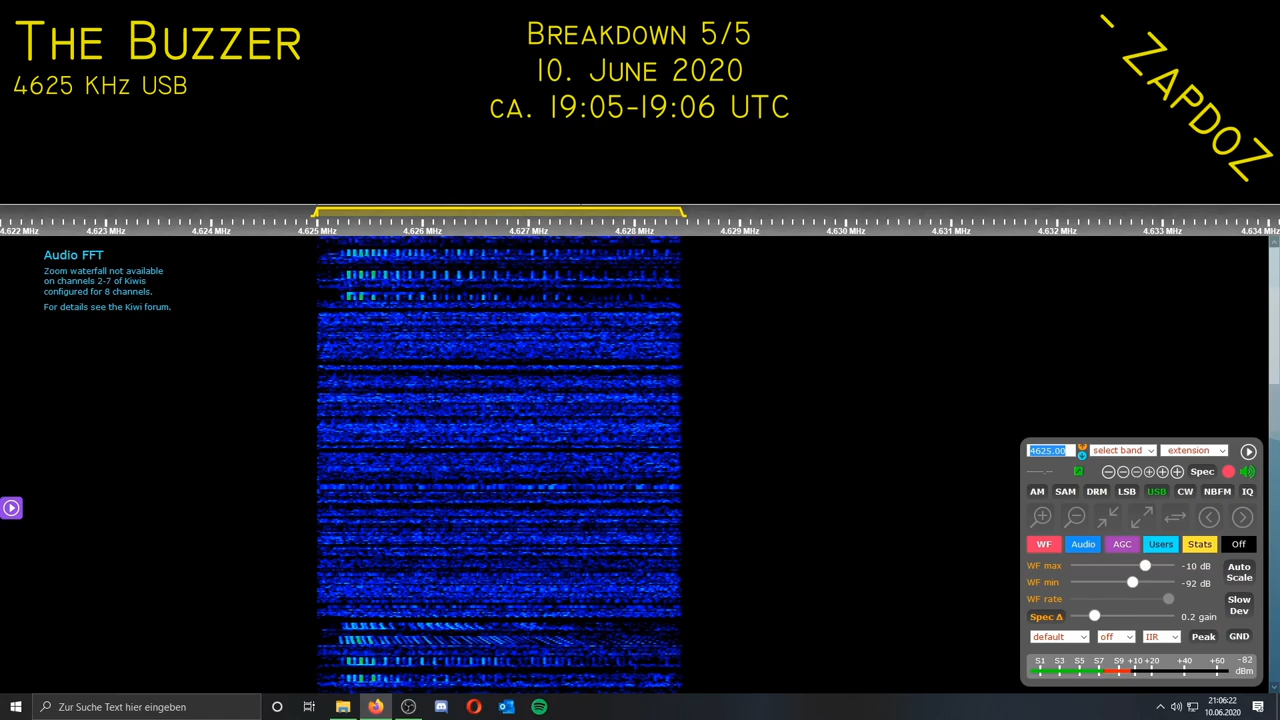 THE BUZZER
4625 KHZ USB
BREAKDOWN 5/5
10. JUNE 2020
CA. 19:05-19:06 UTC
- ZAPDOZ
4.622 MHz 4.623 MHz 4.624 MHz 4.625 MHz 4.626 MHz 4.627 MHz 4.628 MHz 4.629 MHz 4.630 MHz 4.631 MHz 4.632 MHz 4.633 MHz 4.634 MHz
Audio FFT
Zoom waterfall not available
on channels 2-7 of Kiwis
configured for 8 channels.
For details see the Kiwi forum.
4625.00 select band extension
-----.-- Spec
AM SAM DRM LSB USB CW NBFM IQ
WF Audio AGC Users Stats Off
WF max -10 dB Auto Scale
WF min -92 dB
WF rate Slow Dev
Spec Δ 0.2 gain
default off IIR Peak GND
S1 S3 S5 S7 S9 +10 +20 +40 +60 -82 dBm
Zur Suche Text hier eingeben
21:06:22
10.06.2020